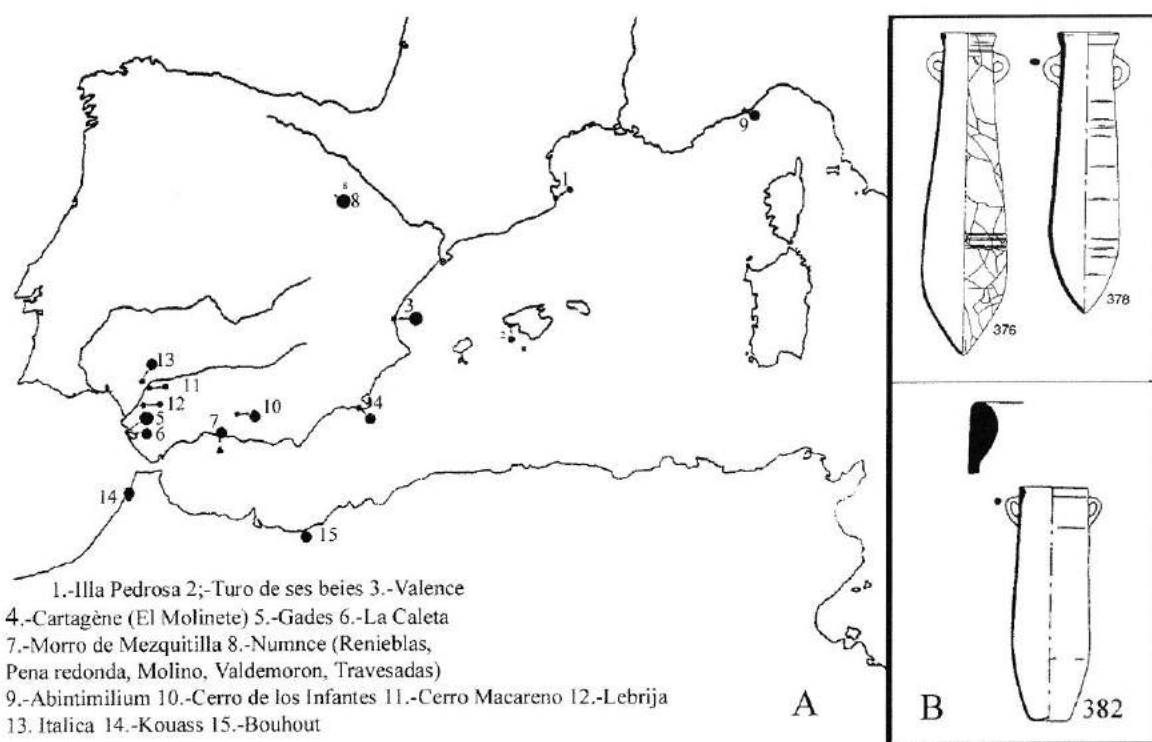 1
9
8
8
3
2
13
11
12
5
6
7
10
4
14
15
1.-Illa Pedrosa 2;-Turo de ses beies 3.-Valence
4.-Cartagène (El Molinete) 5.-Gades 6.-La Caleta
7.-Morro de Mezquitilla 8.-Numnce (Renieblas,
Pena redonda, Molino, Valdemoron, Travesadas)
9.-Abintimilium 10.-Cerro de los Infantes 11.-Cerro Macareno 12.-Lebrija
13. Italica 14.-Kouass 15.-Bouhout
A
376
378
382
B